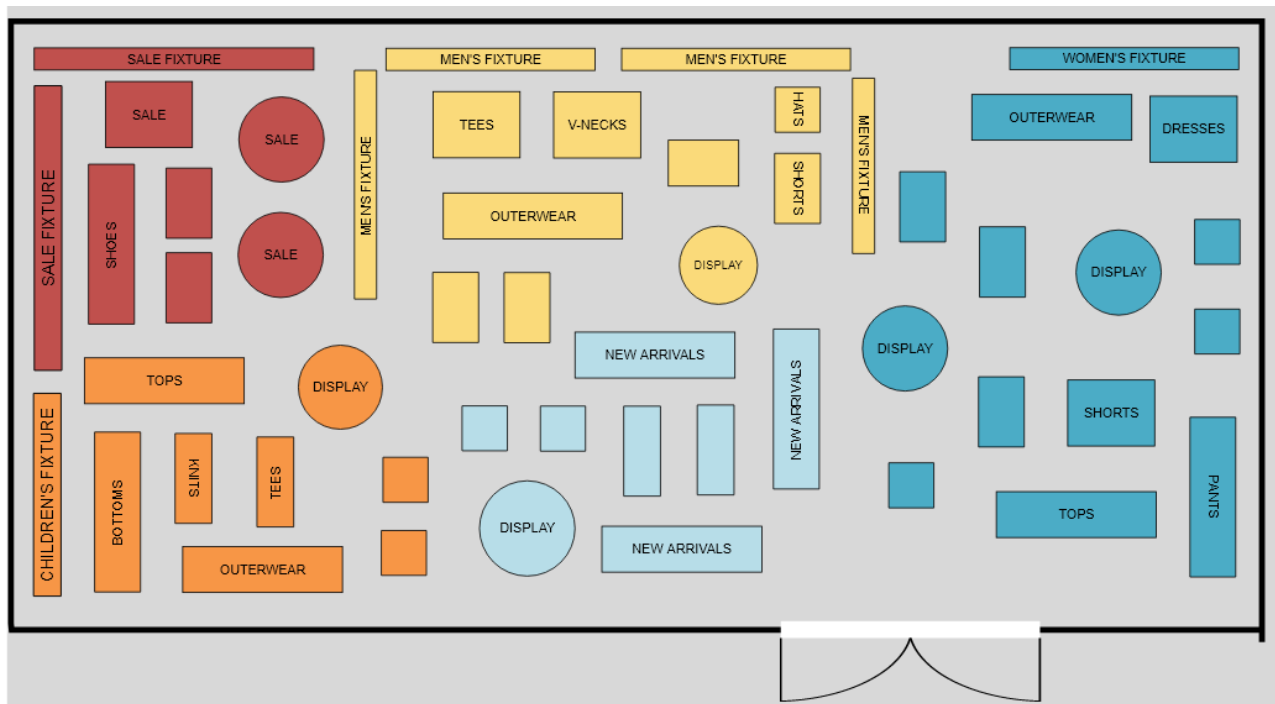 SALE FIXTURE
MEN'S FIXTURE
MEN'S FIXTURE
WOMEN'S FIXTURE
SALE FIXTURE
SALE
SALE
SHOES
SALE
MEN'S FIXTURE
TEES
V-NECKS
HATS
SHORTS
MEN'S FIXTURE
OUTERWEAR
DISPLAY
OUTERWEAR
DRESSES
DISPLAY
DISPLAY
SHORTS
PANTS
TOPS
TOPS
DISPLAY
CHILDREN'S FIXTURE
BOTTOMS
KNITS
TEES
OUTERWEAR
NEW ARRIVALS
NEW ARRIVALS
DISPLAY
NEW ARRIVALS